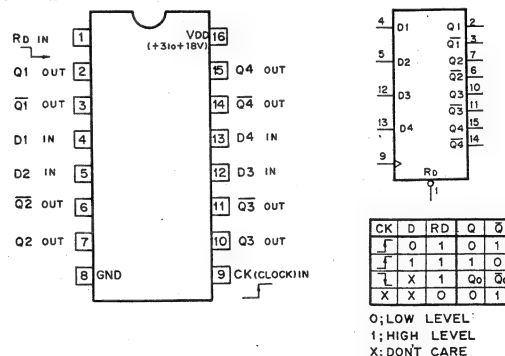 RD IN 1
VDD 16
(+3to+18V)
Q1 OUT 2
15 Q4 OUT
Q̅1̅ OUT 3
14 Q̅4̅ OUT
D1 IN 4
13 D4 IN
D2 IN 5
12 D3 IN
Q̅2̅ OUT 6
11 Q̅3̅ OUT
Q2 OUT 7
10 Q3 OUT
8 GND
9 CK(CLOCK)IN
4 D1 Q1 2
Q̅1̅ 3
5 D2 Q2 7
Q̅2̅ 6
12 D3 Q3 10
Q̅3̅ 11
13 D4 Q4 15
Q̅4̅ 14
9
RD
1
CK D RD Q Q̅
0 1 0 1
1 1 1 0
X 1 Q0 Q̅0
X X 0 0 1
0;LOW LEVEL
1;HIGH LEVEL
X;DON'T CARE